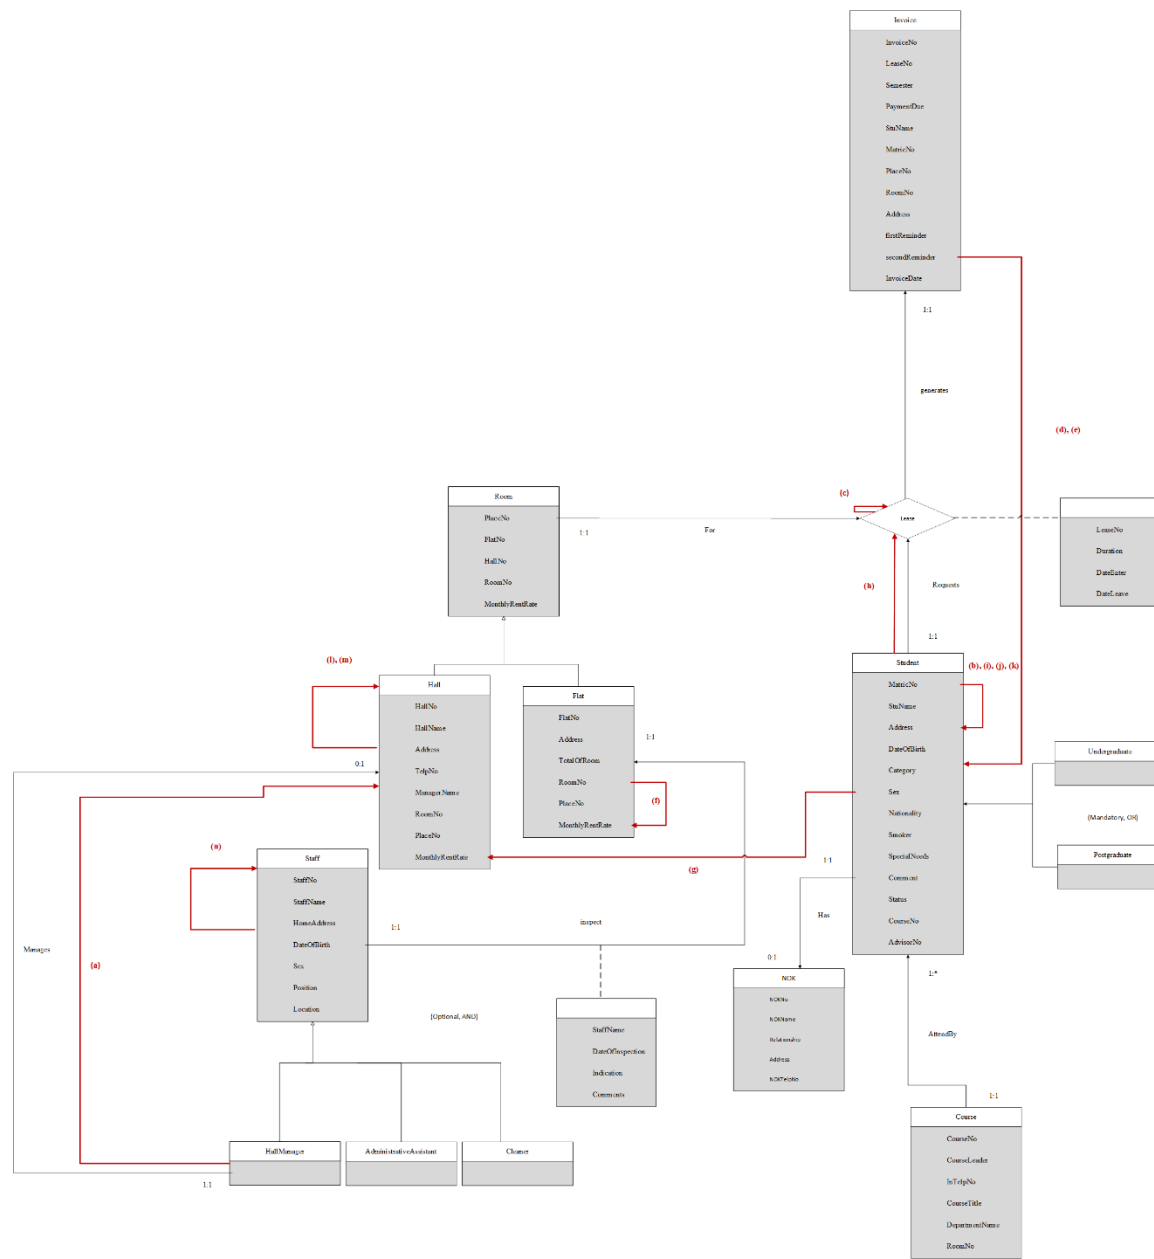 Invoice
InvoiceNo
LeaseNo
Semester
PaymentDue
StuName
MatricNo
PlaceNo
RoomNo
Address
firstReminder
secondReminder
InvoiceDate
1:1
generates
(d), (e)
Room
PlaceNo
FlatNo
HallNo
RoomNo
MonthlyRentRate
1:1
For
(c)
Lease
LeaseNo
Duration
DateEnter
DateLeave
(h)
Requests
1:1
(l), (m)
Hall
HallNo
HallName
Address
TelpNo
ManagerName
RoomNo
PlaceNo
MonthlyRentRate
0:1
Flat
FlatNo
Address
TotalOfRoom
RoomNo
PlaceNo
MonthlyRentRate
1:1
(f)
(b), (i), (j), (k)
Student
MatricNo
StuName
Address
DateOfBirth
Category
Sex
Nationality
Smoker
SpecialNeeds
Comment
Status
CourseNo
AdvisorNo
Undergraduate
{Mandatory, OR}
Postgraduate
(g)
1:1
Has
0:1
(n)
Staff
StaffNo
StaffName
HomeAddress
DateOfBirth
Sex
Position
Location
1:1
inspect
Manages
(a)
{Optional, AND}
StaffName
DateOfInspection
Indication
Comments
NOK
NOKNo
NOKName
Relationship
Address
NOKTelpNo
1:*
AttendBy
1:1
Course
CourseNo
CourseLeader
InTelpNo
CourseTitle
DepartmentName
RoomNo
HallManager
AdministrativeAssistant
Cleaner
1:1